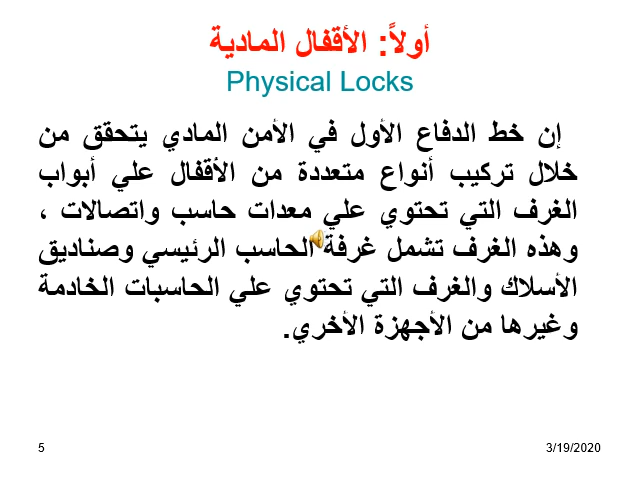 أولاً: الأقفال المادية
Physical Locks
إن خط الدفاع الأول في الأمن المادي يتحقق من
خلال تركيب أنواع متعددة من الأقفال علي أبواب
الغرف التي تحتوي علي معدات حاسب واتصالات ،
وهذه الغرف تشمل غرفة الحاسب الرئيسي وصناديق
الأسلاك والغرف التي تحتوي علي الحاسبات الخادمة
وغيرها من الأجهزة الأخري.
5
3/19/2020